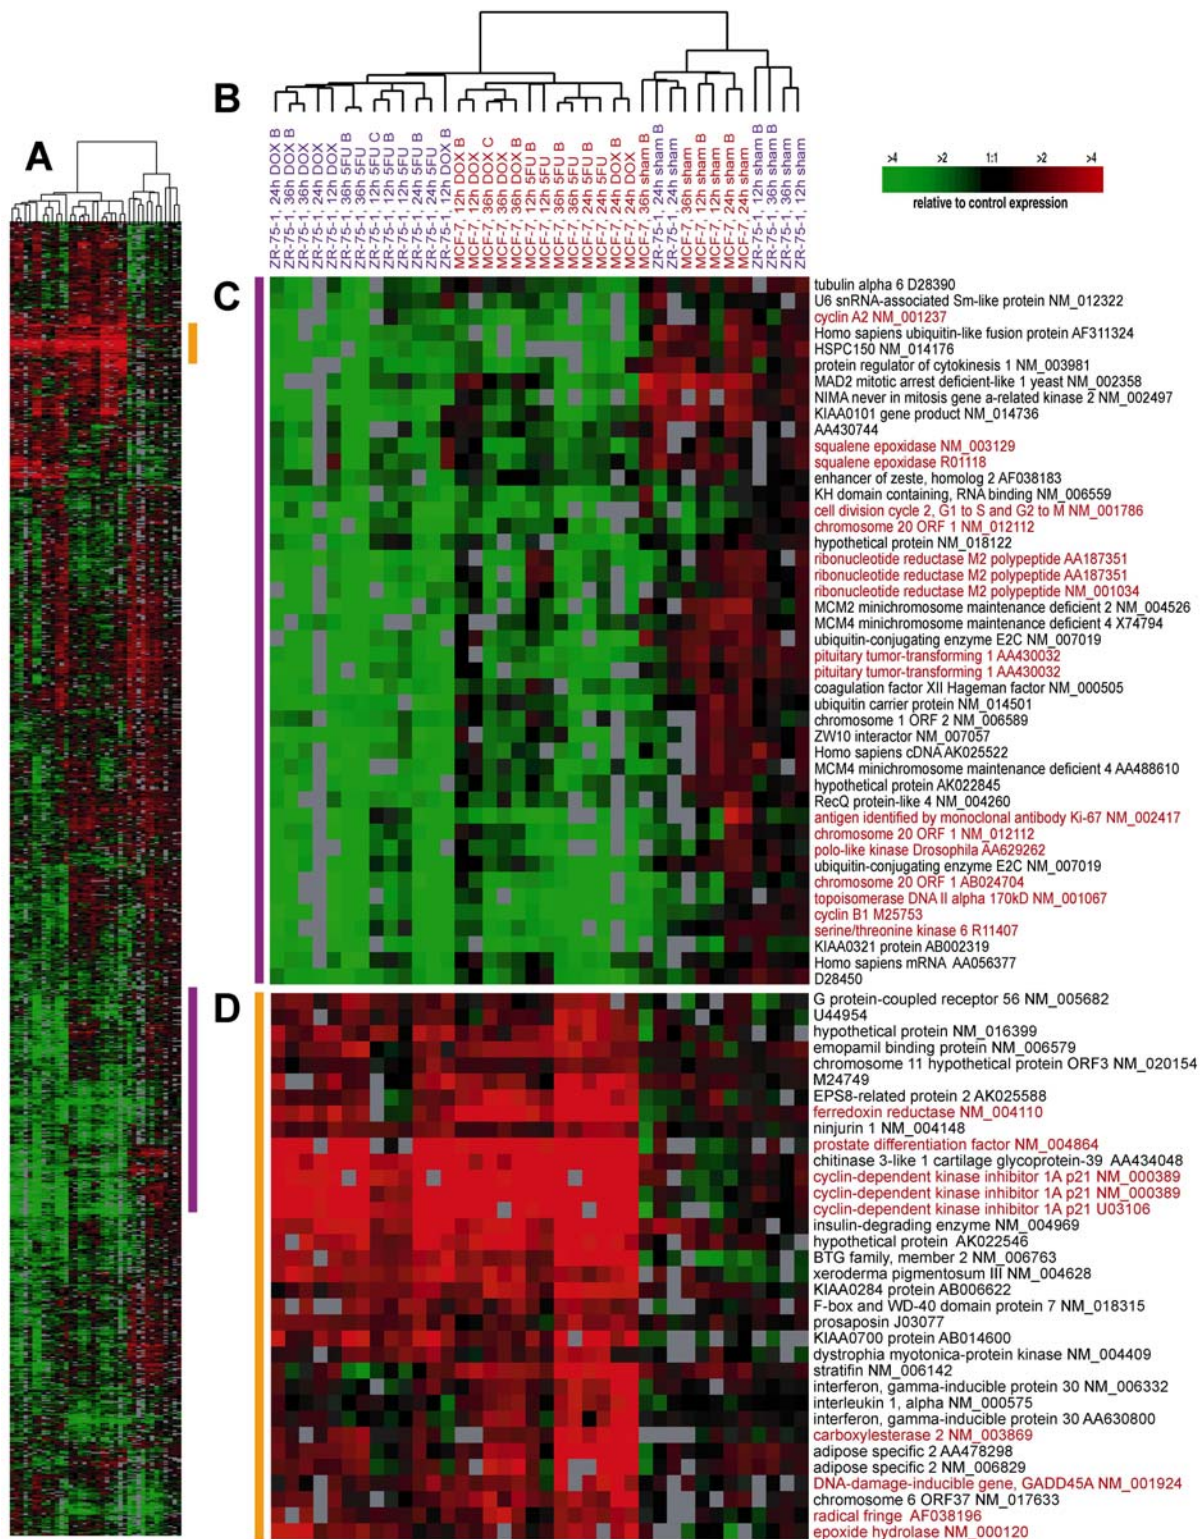 B
A
>4 >2 1:1 >2 >4
relative to control expression
ZR-75-1, 24h DOX B
ZR-75-1, 36h DOX B
ZR-75-1, 36h DOX
ZR-75-1, 24h DOX
ZR-75-1, 12h DOX
ZR-75-1, 36h 5FU B
ZR-75-1, 36h 5FU
ZR-75-1, 12h 5FU C
ZR-75-1, 12h 5FU B
ZR-75-1, 12h 5FU
ZR-75-1, 24h 5FU B
ZR-75-1, 24h 5FU
ZR-75-1, 12h DOX B
MCF-7, 12h DOX B
MCF-7, 12h DOX
MCF-7, 36h DOX C
MCF-7, 36h DOX
MCF-7, 36h DOX B
MCF-7, 12h 5FU B
MCF-7, 12h 5FU
MCF-7, 36h 5FU B
MCF-7, 36h 5FU
MCF-7, 24h 5FU B
MCF-7, 24h 5FU
MCF-7, 24h DOX B
MCF-7, 24h DOX
MCF-7, 36h sham B
ZR-75-1, 24h sham B
ZR-75-1, 24h sham
MCF-7, 36h sham
MCF-7, 12h sham B
MCF-7, 12h sham
MCF-7, 24h sham B
MCF-7, 24h sham
ZR-75-1, 12h sham B
ZR-75-1, 36h sham B
ZR-75-1, 36h sham
ZR-75-1, 12h sham
C
tubulin alpha 6 D28390
U6 snRNA-associated Sm-like protein NM_012322
cyclin A2 NM_001237
Homo sapiens ubiquitin-like fusion protein AF311324
HSPC150 NM_014176
protein regulator of cytokinesis 1 NM_003981
MAD2 mitotic arrest deficient-like 1 yeast NM_002358
NIMA never in mitosis gene a-related kinase 2 NM_002497
KIAA0101 gene product NM_014736
AA430744
squalene epoxidase NM_003129
squalene epoxidase R01118
enhancer of zeste, homolog 2 AF038183
KH domain containing, RNA binding NM_006559
cell division cycle 2, G1 to S and G2 to M NM_001786
chromosome 20 ORF 1 NM_012112
hypothetical protein NM_018122
ribonucleotide reductase M2 polypeptide AA187351
ribonucleotide reductase M2 polypeptide AA187351
ribonucleotide reductase M2 polypeptide NM_001034
MCM2 minichromosome maintenance deficient 2 NM_004526
MCM4 minichromosome maintenance deficient 4 X74794
ubiquitin-conjugating enzyme E2C NM_007019
pituitary tumor-transforming 1 AA430032
pituitary tumor-transforming 1 AA430032
coagulation factor XII Hageman factor NM_000505
ubiquitin carrier protein NM_014501
chromosome 1 ORF 2 NM_006589
ZW10 interactor NM_007057
Homo sapiens cDNA AK025522
MCM4 minichromosome maintenance deficient 4 AA488610
hypothetical protein AK022845
RecQ protein-like 4 NM_004260
antigen identified by monoclonal antibody Ki-67 NM_002417
chromosome 20 ORF 1 NM_012112
polo-like kinase Drosophila AA629262
ubiquitin-conjugating enzyme E2C NM_007019
chromosome 20 ORF 1 AB024704
topoisomerase DNA II alpha 170kD NM_001067
cyclin B1 M25753
serine/threonine kinase 6 R11407
KIAA0321 protein AB002319
Homo sapiens mRNA AA056377
D28450
D
G protein-coupled receptor 56 NM_005682
U44954
hypothetical protein NM_016399
emopamil binding protein NM_006579
chromosome 11 hypothetical protein ORF3 NM_020154
M24749
EPS8-related protein 2 AK025588
ferredoxin reductase NM_004110
ninjurin 1 NM_004148
prostate differentiation factor NM_004864
chitinase 3-like 1 cartilage glycoprotein-39 AA434048
cyclin-dependent kinase inhibitor 1A p21 NM_000389
cyclin-dependent kinase inhibitor 1A p21 NM_000389
cyclin-dependent kinase inhibitor 1A p21 U03106
insulin-degrading enzyme NM_004969
hypothetical protein AK022546
BTG family, member 2 NM_006763
xeroderma pigmentosum III NM_004628
KIAA0284 protein AB006622
F-box and WD-40 domain protein 7 NM_018315
prosaposin J03077
KIAA0700 protein AB014600
dystrophia myotonica-protein kinase NM_004409
stratifin NM_006142
interferon, gamma-inducible protein 30 NM_006332
interleukin 1, alpha NM_000575
interferon, gamma-inducible protein 30 AA630800
carboxylesterase 2 NM_003869
adipose specific 2 AA478298
adipose specific 2 NM_006829
DNA-damage-inducible gene, GADD45A NM_001924
chromosome 6 ORF37 NM_017633
radical fringe AF038196
epoxide hydrolase NM_000120